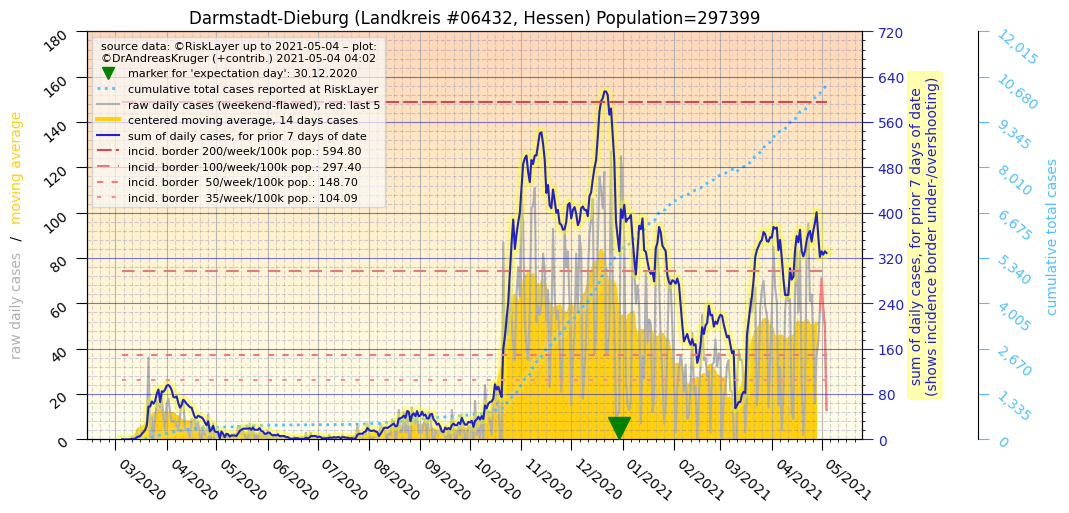 Darmstadt-Dieburg (Landkreis #06432, Hessen) Population=297399
source data: ©RiskLayer up to 2021-05-04 – plot:
©DrAndreasKruger (+contrib.) 2021-05-04 04:02
marker for 'expectation day': 30.12.2020
cumulative total cases reported at RiskLayer
raw daily cases (weekend-flawed), red: last 5
centered moving average, 14 days cases
sum of daily cases, for prior 7 days of date
incid. border 200/week/100k pop.: 594.80
incid. border 100/week/100k pop.: 297.40
incid. border  50/week/100k pop.: 148.70
incid. border  35/week/100k pop.: 104.09
raw daily cases  /  moving average
180
160
140
120
100
80
60
40
20
0
03/2020
04/2020
05/2020
06/2020
07/2020
08/2020
09/2020
10/2020
11/2020
12/2020
01/2021
02/2021
03/2021
04/2021
05/2021
720
640
560
480
400
320
240
160
80
0
sum of daily cases, for prior 7 days of date
(shows incidence border under-/overshooting)
12,015
10,680
9,345
8,010
6,675
5,340
4,005
2,670
1,335
0
cumulative total cases